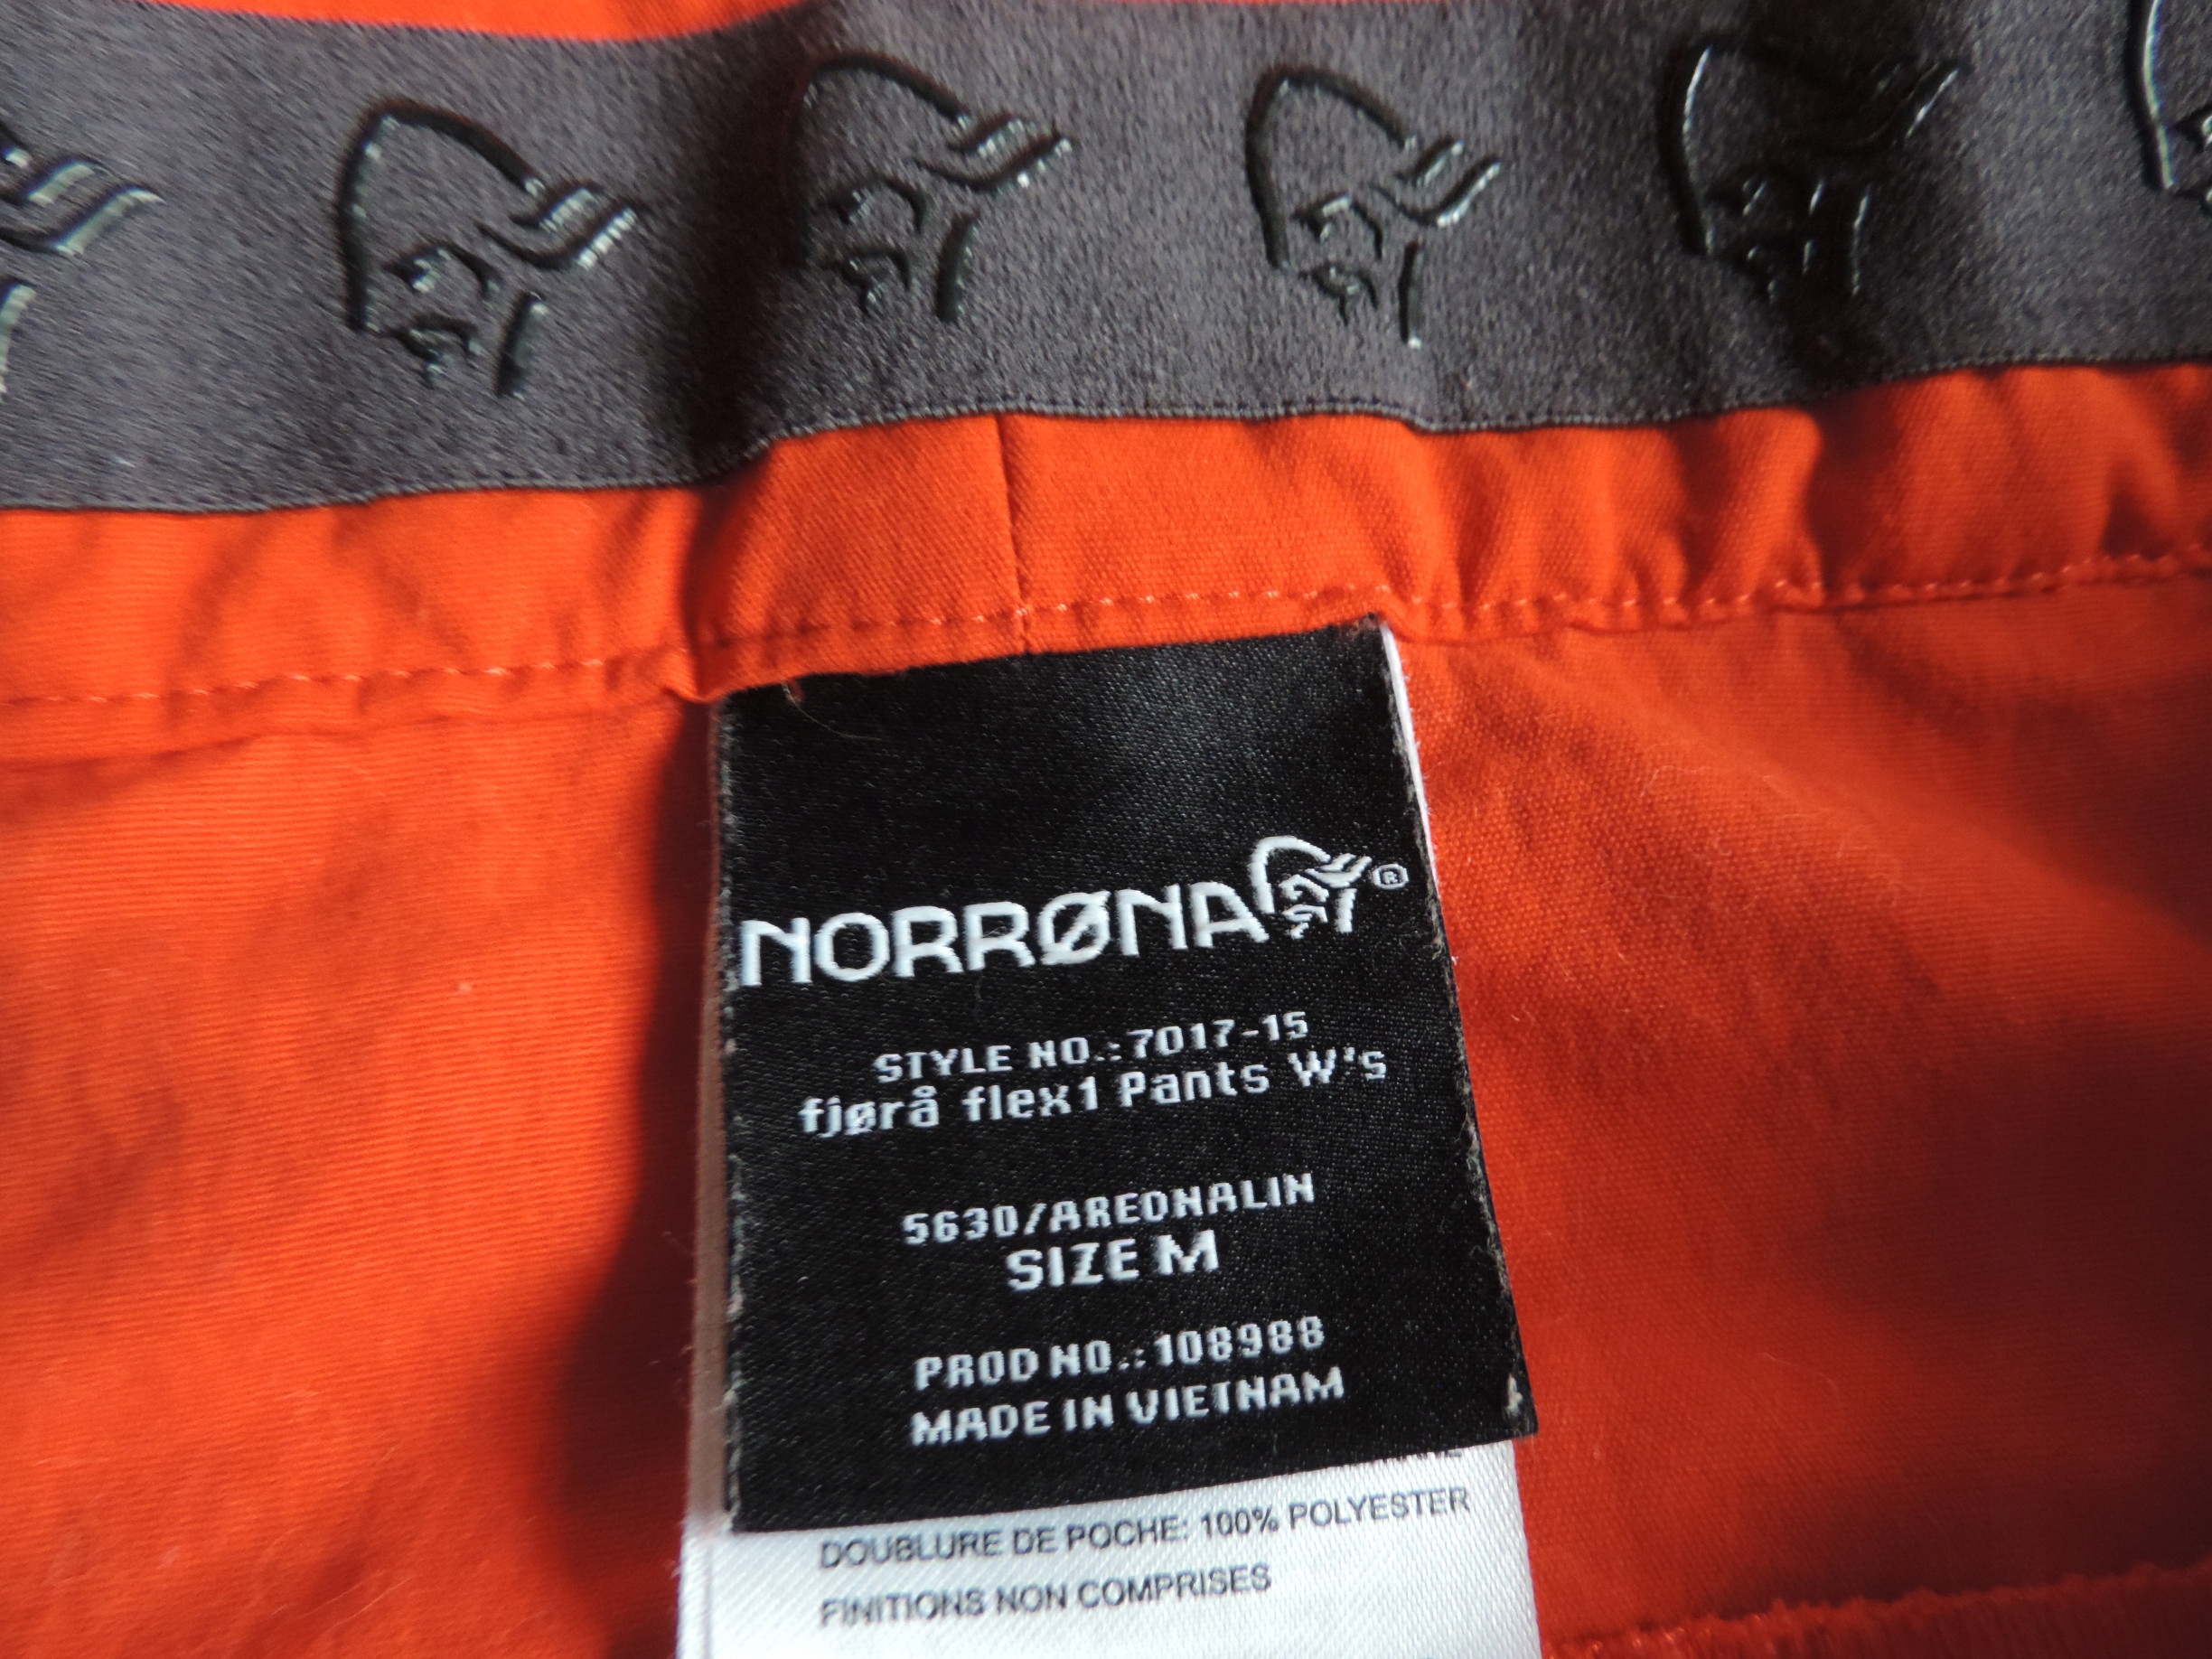 NORRØNA®
STYLE NO.: 7017-15
fjørå flex1 Pants W's
5630/AREDNALIN
SIZE M
PROD NO.: 108988
MADE IN VIETNAM
DOUBLURE DE POCHE: 100% POLYESTER
FINITIONS NON COMPRISES